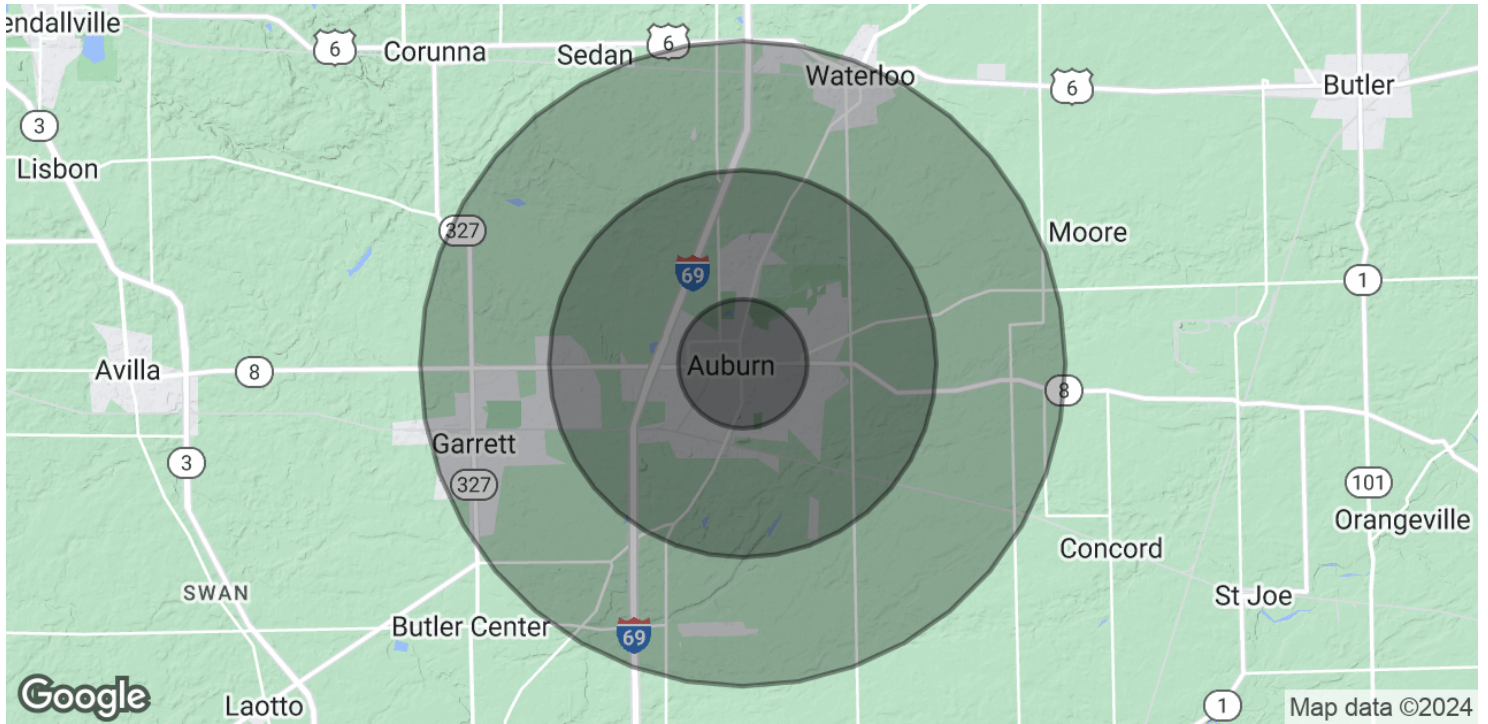 endallville
6
Corunna
Sedan
6
Waterloo
6
Butler
3
Lisbon
327
Moore
69
1
Avilla
8
Auburn
8
Garrett
3
327
101
Orangeville
Concord
SWAN
St Joe
Butler Center
69
Google
Laotto
1
Map data ©2024